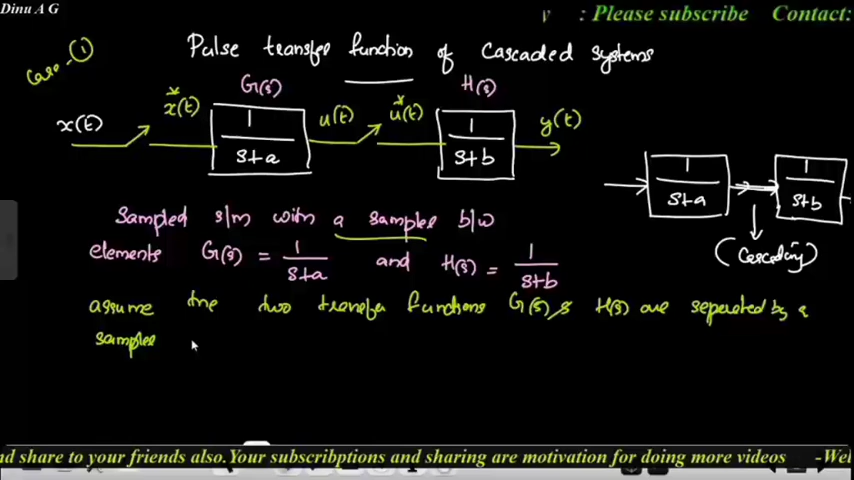 Dinu A G
: Please subscribe Contact:
Case-①
Pulse transfer function of Cascaded systems
G(s) H(s)
x(t) x*(t) 1/s+a u(t) u*(t) 1/s+b y(t)
1/s+a 1/s+b
(Cascading)
Sampled s/m with a sampler b/w
elements G(s) = 1/s+a and H(s) = 1/s+b
assume the two transfer functions G(s) & H(s) are seperated by a
sampler
nd share to your friends also.Your subscribptions and sharing are motivation for doing more videos -Wel